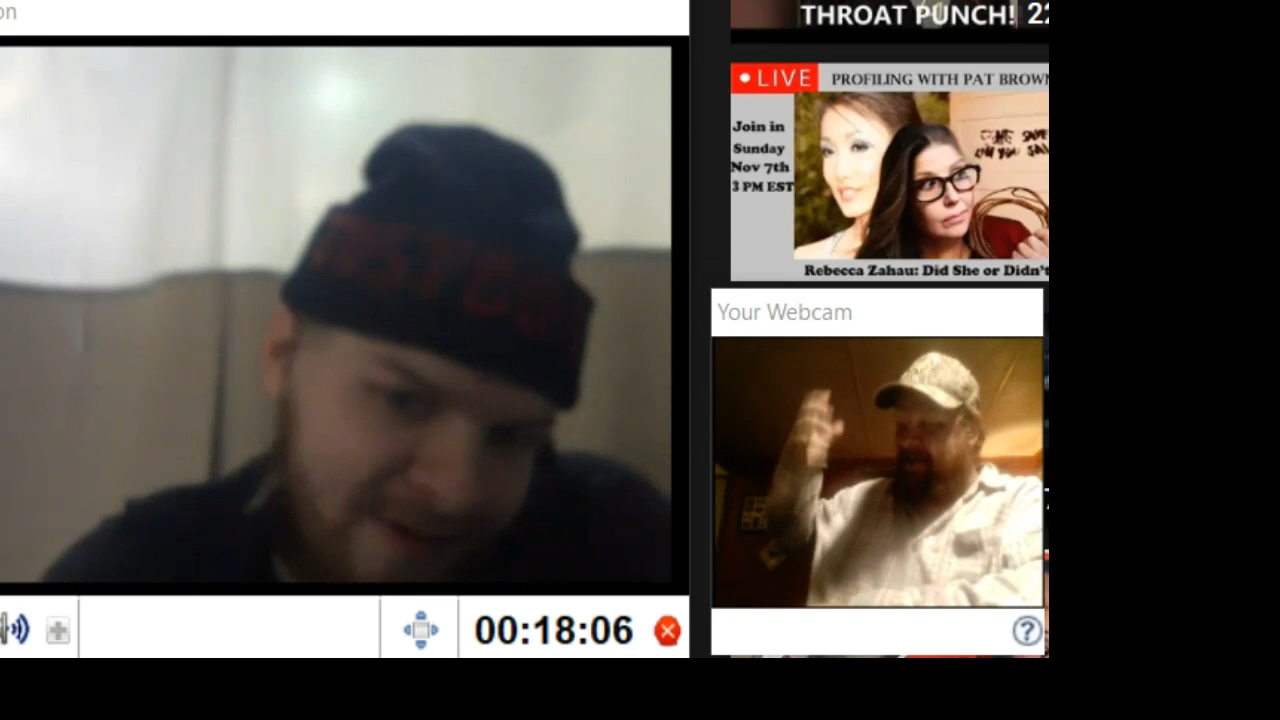 on
THROAT PUNCH!
LIVE
PROFILING WITH PAT BROWN
Join in
Sunday
Nov 7th
3 PM EST
Rebecca Zahau: Did She or Didn't
Your Webcam
00:18:06
?